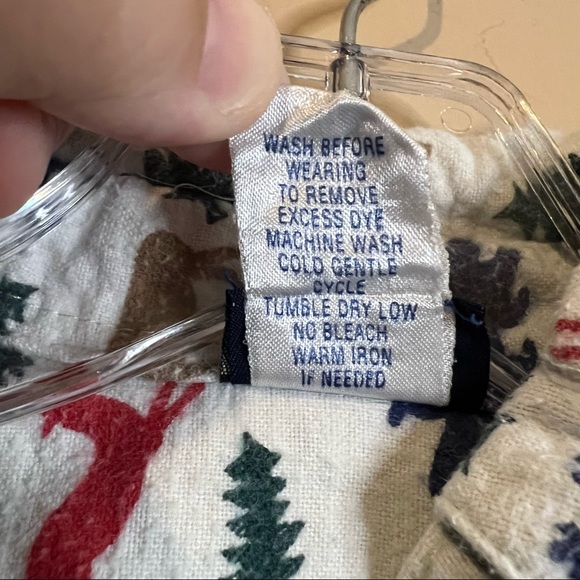 WASH BEFORE
WEARING
TO REMOVE
EXCESS DYE
MACHINE WASH
COLD GENTLE
CYCLE
TUMBLE DRY LOW
NO BLEACH
WARM IRON
IF NEEDED